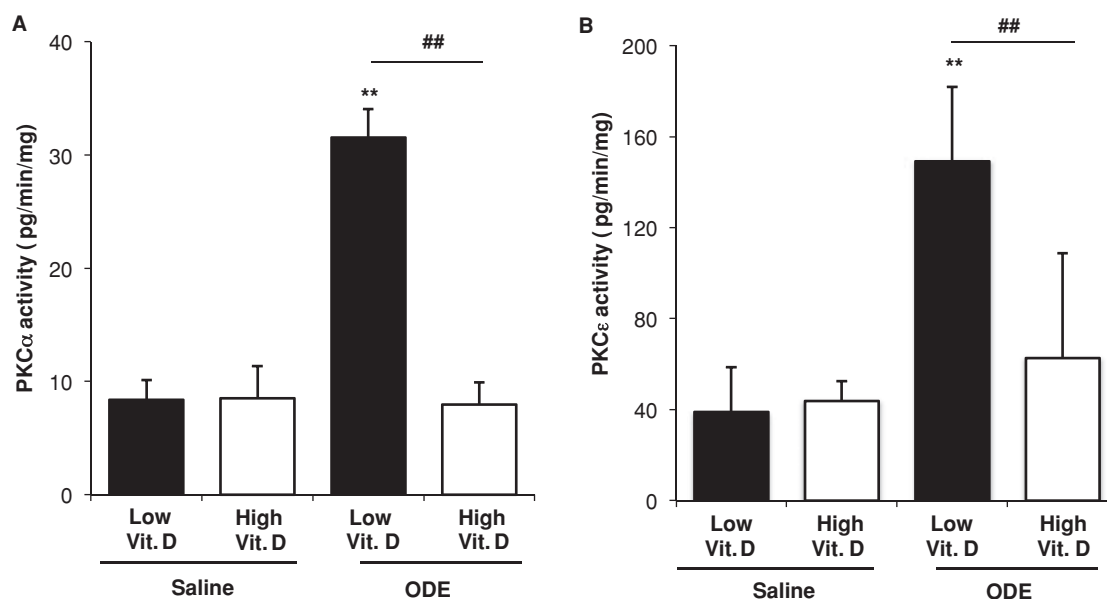 A
PKCα activity ( pg/min/mg)
40
30
20
10
0
##
**
Low
Vit. D
High
Vit. D
Low
Vit. D
High
Vit. D
Saline
ODE
B
PKCε activity ( pg/min/mg)
200
160
120
80
40
0
##
**
Low
Vit. D
High
Vit. D
Low
Vit. D
High
Vit. D
Saline
ODE